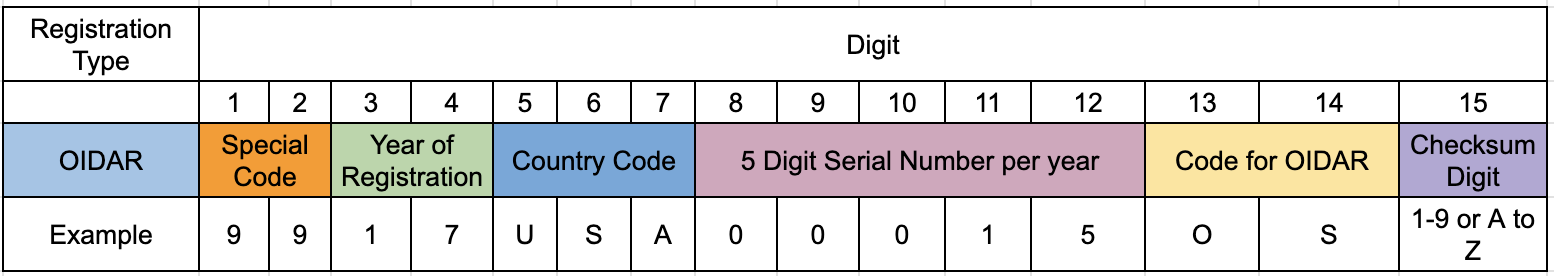 Registration Type Digit
1 2 3 4 5 6 7 8 9 10 11 12 13 14 15
OIDAR Special Code Year of Registration Country Code 5 Digit Serial Number per year Code for OIDAR Checksum Digit
Example 9 9 1 7 U S A 0 0 0 1 5 O S 1-9 or A to Z